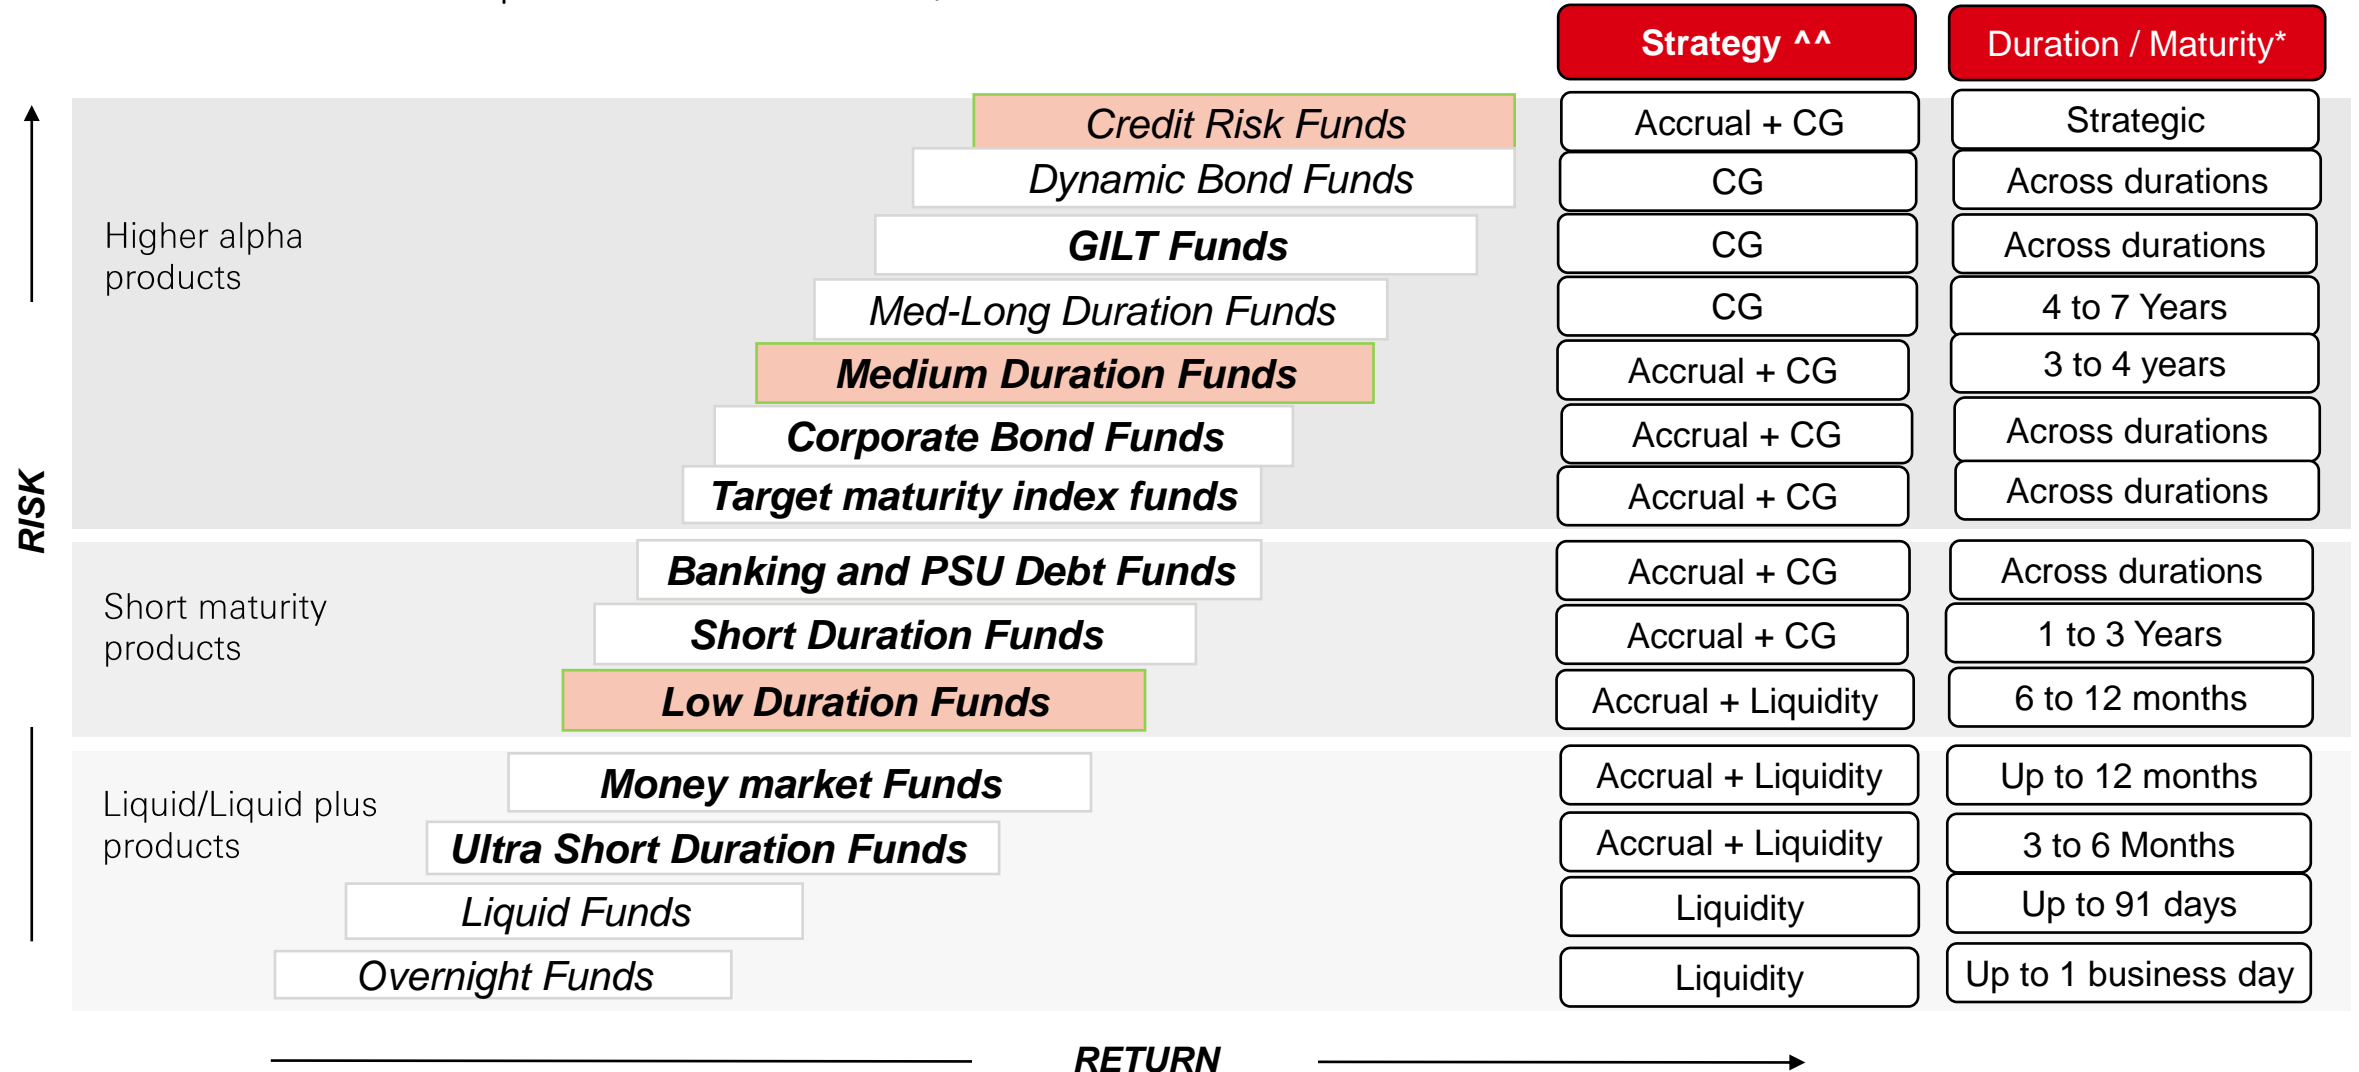 Strategy ^^
Duration / Maturity*
Higher alpha
products
Credit Risk Funds
Accrual + CG
Strategic
Dynamic Bond Funds
CG
Across durations
GILT Funds
CG
Across durations
Med-Long Duration Funds
CG
4 to 7 Years
Medium Duration Funds
Accrual + CG
3 to 4 years
Corporate Bond Funds
Accrual + CG
Across durations
Target maturity index funds
Accrual + CG
Across durations
RISK
Short maturity
products
Banking and PSU Debt Funds
Accrual + CG
Across durations
Short Duration Funds
Accrual + CG
1 to 3 Years
Low Duration Funds
Accrual + Liquidity
6 to 12 months
Liquid/Liquid plus
products
Money market Funds
Accrual + Liquidity
Up to 12 months
Ultra Short Duration Funds
Accrual + Liquidity
3 to 6 Months
Liquid Funds
Liquidity
Up to 91 days
Overnight Funds
Liquidity
Up to 1 business day
RETURN